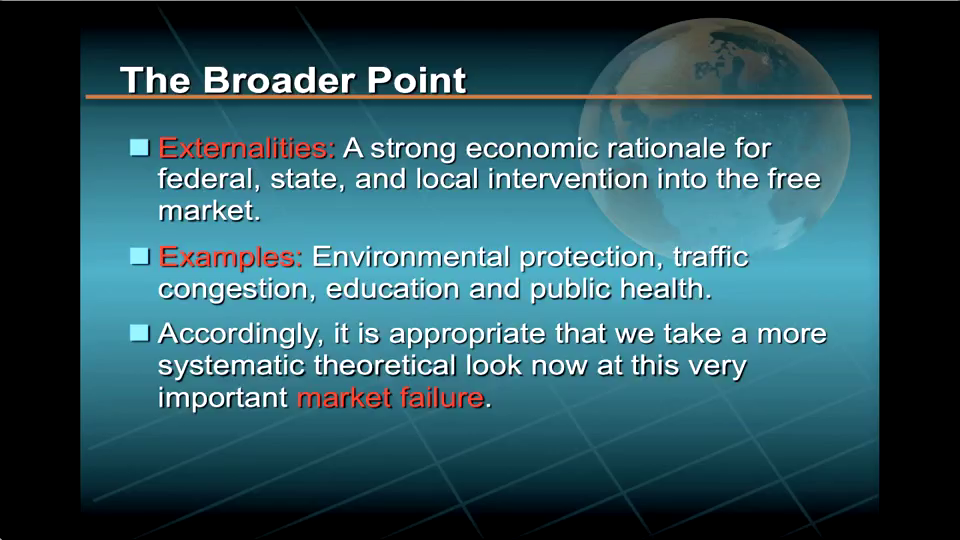 The Broader Point
Externalities: A strong economic rationale for
federal, state, and local intervention into the free
market.
Examples: Environmental protection, traffic
congestion, education and public health.
Accordingly, it is appropriate that we take a more
systematic theoretical look now at this very
important market failure.